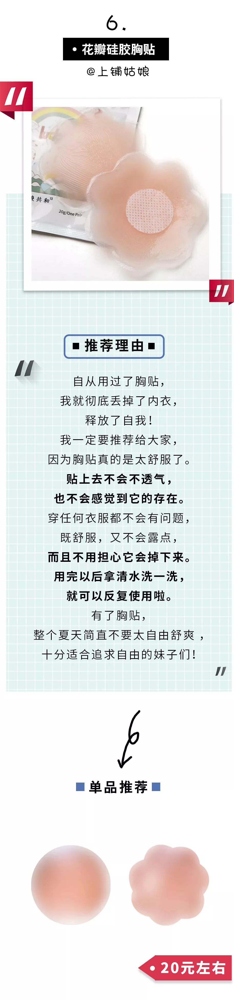 6.
• 花瓣硅胶胸贴
@上铺姑娘
共和13
20g/One Pair
推荐理由
自从用过了胸贴，
我就彻底丢掉了内衣，
释放了自我！
我一定要推荐给大家，
因为胸贴真的是太舒服了。
贴上去不会不透气，
也不会感觉到它的存在。
穿任何衣服都不会有问题，
既舒服，又不会露点，
而且不用担心它会掉下来。
用完以后拿清水洗一洗，
就可以反复使用啦。
有了胸贴，
整个夏天简直不要太自由舒爽 ，
十分适合追求自由的妹子们！
单品推荐
• 20元左右